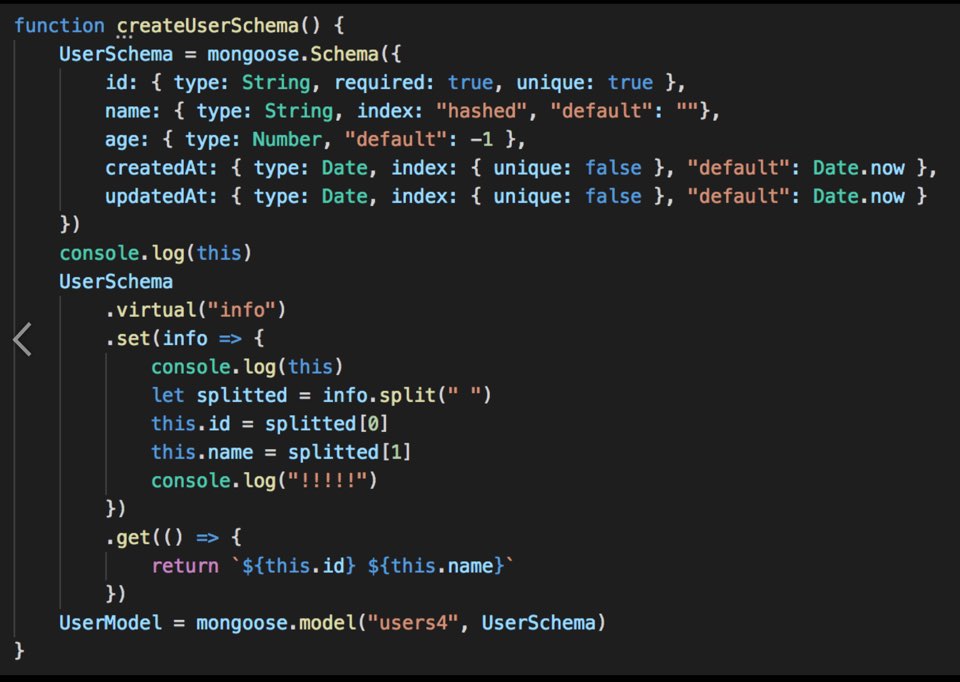 function createUserSchema() {
    UserSchema = mongoose.Schema({
        id: { type: String, required: true, unique: true },
        name: { type: String, index: "hashed", "default": ""},
        age: { type: Number, "default": -1 },
        createdAt: { type: Date, index: { unique: false }, "default": Date.now },
        updatedAt: { type: Date, index: { unique: false }, "default": Date.now }
    })
    console.log(this)
    UserSchema
        .virtual("info")
        .set(info => {
            console.log(this)
            let splitted = info.split(" ")
            this.id = splitted[0]
            this.name = splitted[1]
            console.log("!!!!!")
        })
        .get(() => {
            return `${this.id} ${this.name}`
        })
    UserModel = mongoose.model("users4", UserSchema)
}